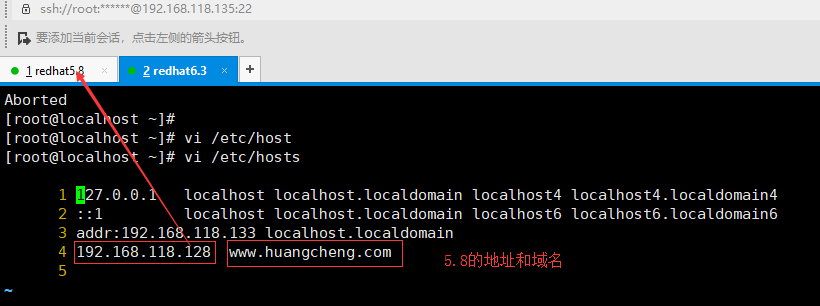 ssh://root:******@192.168.118.135:22
要添加当前会话，点击左侧的箭头按钮。
1 redhat5.8 × 2 redhat6.3 × +
Aborted
[root@localhost ~]#
[root@localhost ~]# vi /etc/host
[root@localhost ~]# vi /etc/hosts
1 127.0.0.1 localhost localhost.localdomain localhost4 localhost4.localdomain4
2 ::1 localhost localhost.localdomain localhost6 localhost6.localdomain6
3 addr:192.168.118.133 localhost.localdomain
4 192.168.118.128 www.huangcheng.com 5.8的地址和域名
5
~